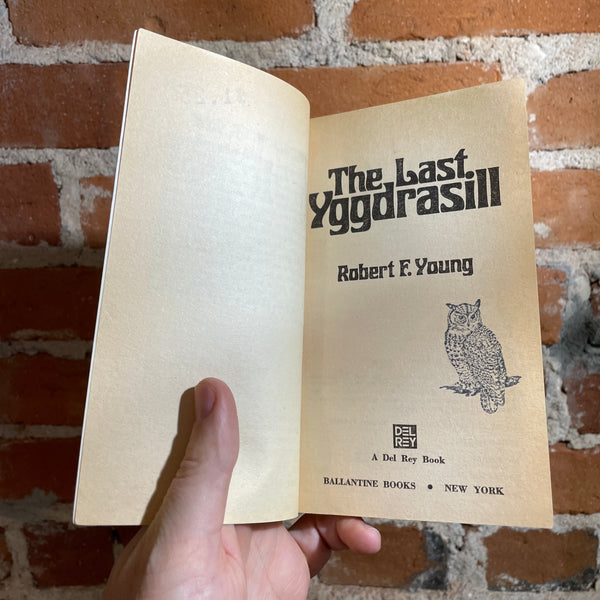 The Last
Yggdrasill
Robert F. Young
DEL
REY
A Del Rey Book
BALLANTINE BOOKS • NEW YORK